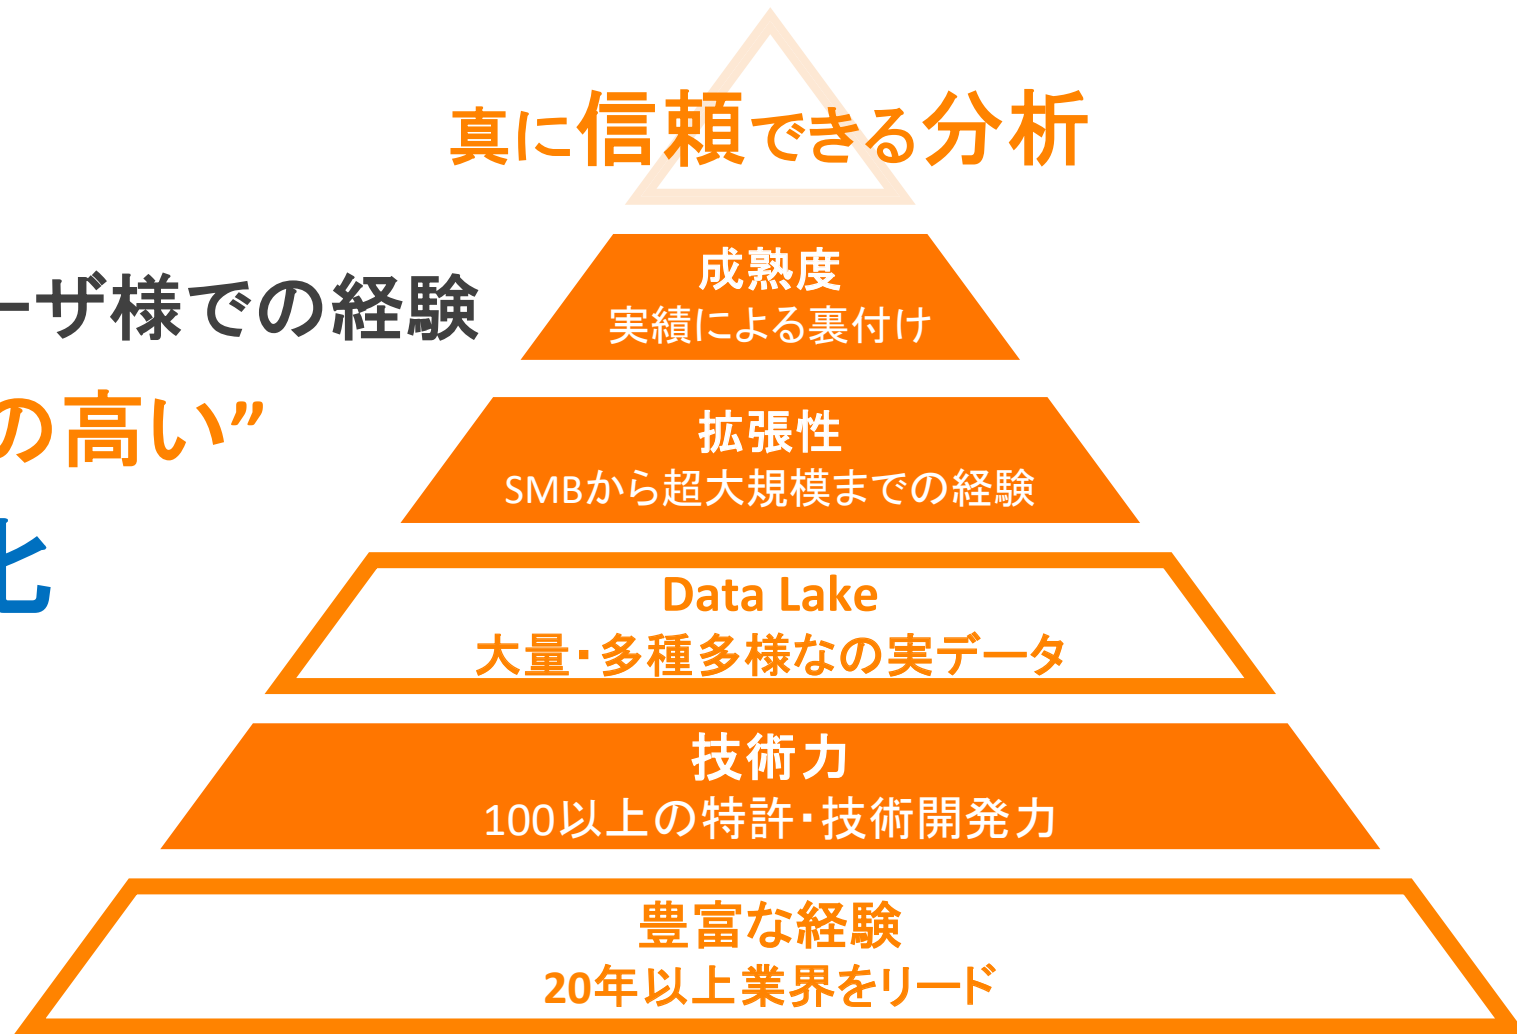 真に信頼できる分析
成熟度
実績による裏付け
ーザ様での経験
の高い”
化
拡張性
SMBから超大規模までの経験
Data Lake
大量・多種多様なの実データ
技術力
100以上の特許・技術開発力
豊富な経験
20年以上業界をリード